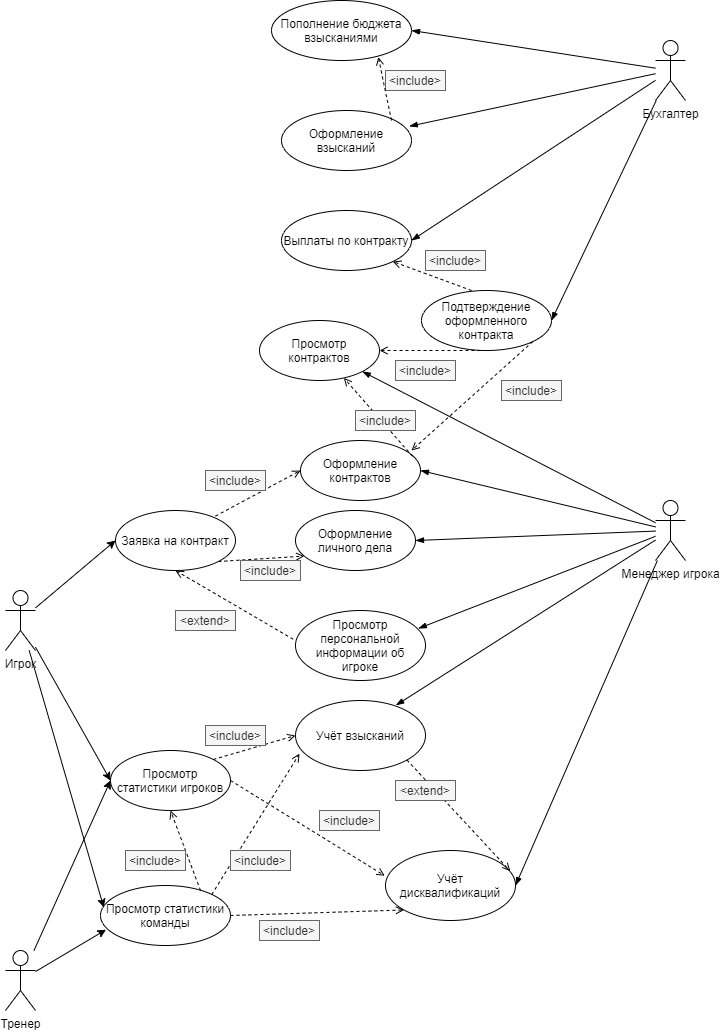 Пополнение бюджета
взысканиями
<include>
Бухгалтер
Оформление
взысканий
Выплаты по контракту
<include>
Подтверждение
оформленного
контракта
Просмотр
контрактов
<include>
<include>
<include>
Оформление
контрактов
<include>
Заявка на контракт
Оформление
личного дела
<include>
Менеджер игрока
<extend>
Просмотр
персональной
информации об
игроке
Игрок
<include>
Учёт взысканий
Просмотр
статистики игроков
<extend>
<include>
<include>
<include>
Учёт
дисквалификаций
Просмотр статистики
команды
<include>
Тренер